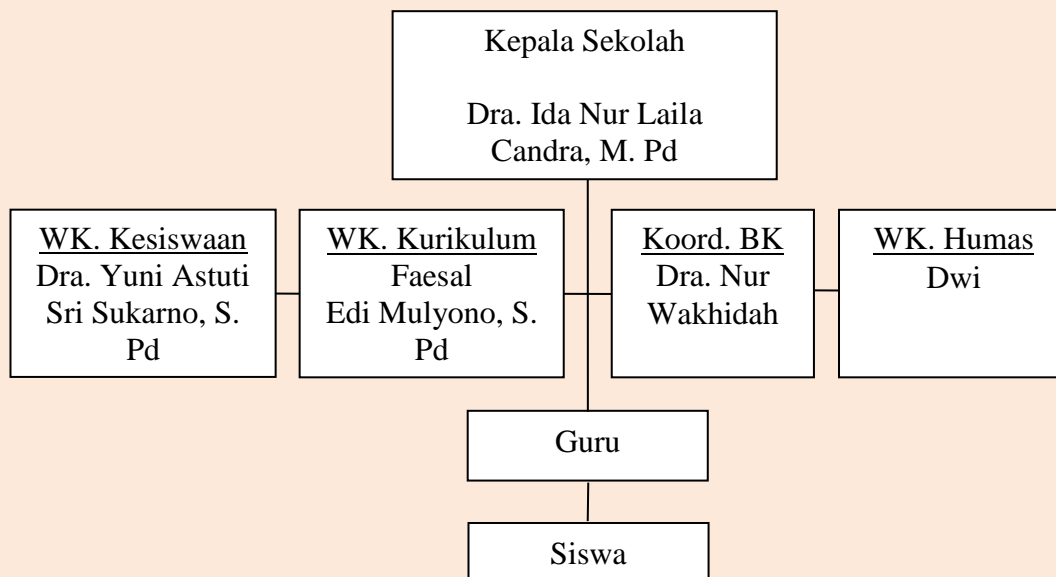 Kepala Sekolah
Dra. Ida Nur Laila
Candra, M. Pd
WK. Kesiswaan
Dra. Yuni Astuti
Sri Sukarno, S.
Pd
WK. Kurikulum
Faesal
Edi Mulyono, S.
Pd
Koord. BK
Dra. Nur
Wakhidah
WK. Humas
Dwi
Guru
Siswa